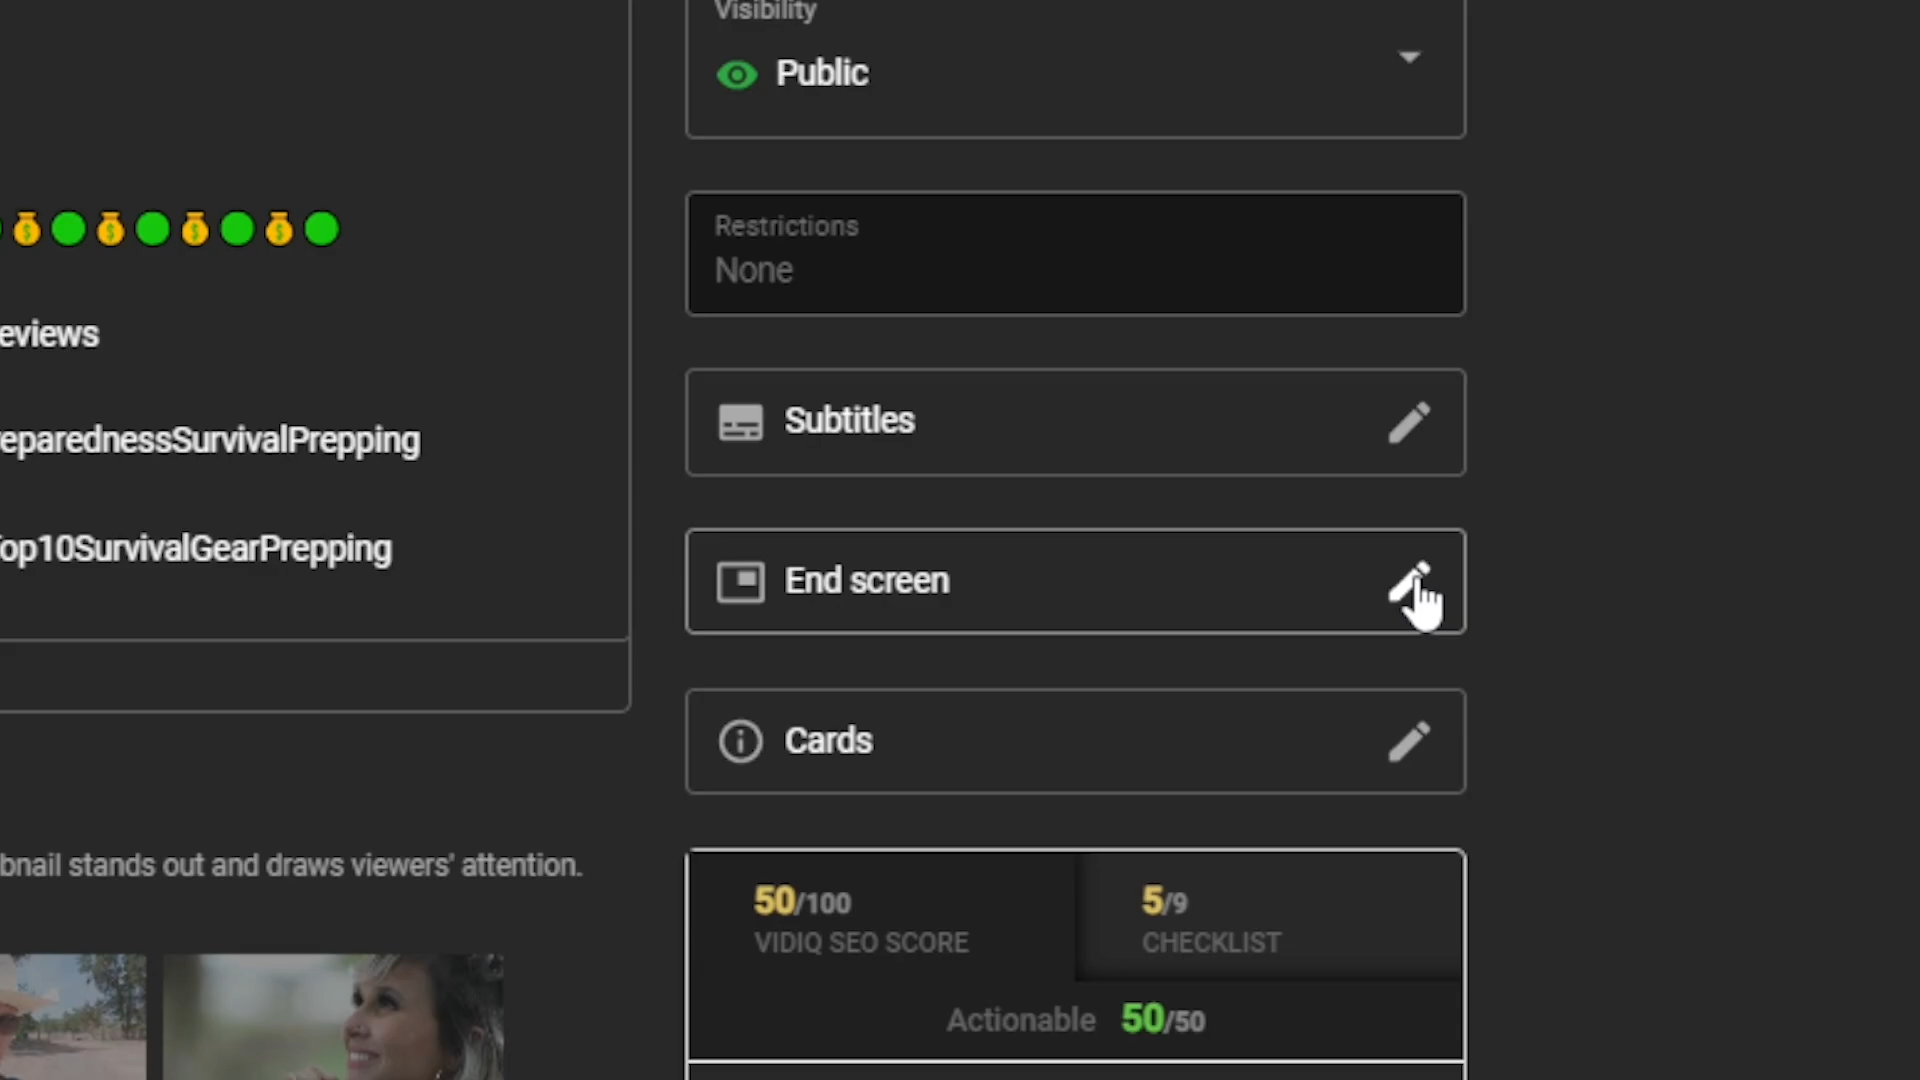 Visibility
Public
Restrictions
None
eviews
Subtitles
eparednessSurvivalPrepping
op10SurvivalGearPrepping
End screen
Cards
bnail stands out and draws viewers' attention.
50/100
VIDIQ SEO SCORE
5/9
CHECKLIST
Actionable 50/50